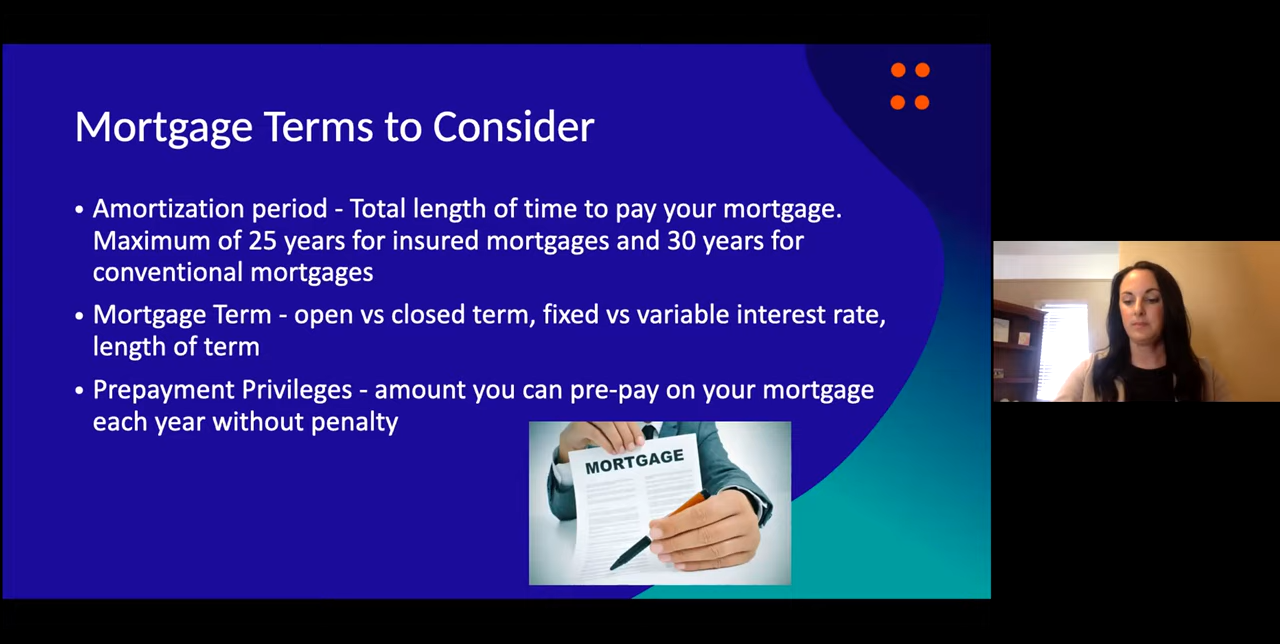 Mortgage Terms to Consider
• Amortization period - Total length of time to pay your mortgage.
Maximum of 25 years for insured mortgages and 30 years for
conventional mortgages
• Mortgage Term - open vs closed term, fixed vs variable interest rate,
length of term
• Prepayment Privileges - amount you can pre-pay on your mortgage
each year without penalty
MORTGAGE